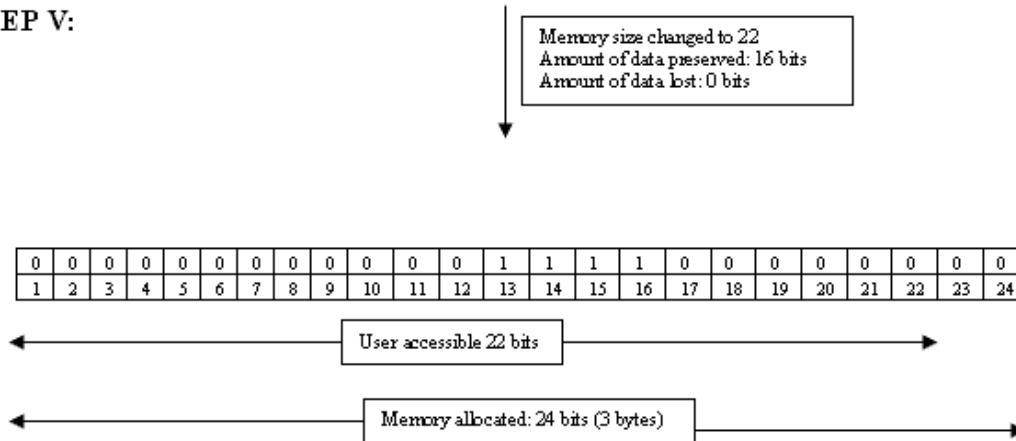 EP V:
Memory size changed to 22
Amount of data preserved: 16 bits
Amount of data lost: 0 bits
0 0 0 0 0 0 0 0 0 0 0 0 1 1 1 1 0 0 0 0 0 0 0 0
1 2 3 4 5 6 7 8 9 10 11 12 13 14 15 16 17 18 19 20 21 22 23 24
User accessible 22 bits
Memory allocated: 24 bits (3 bytes)